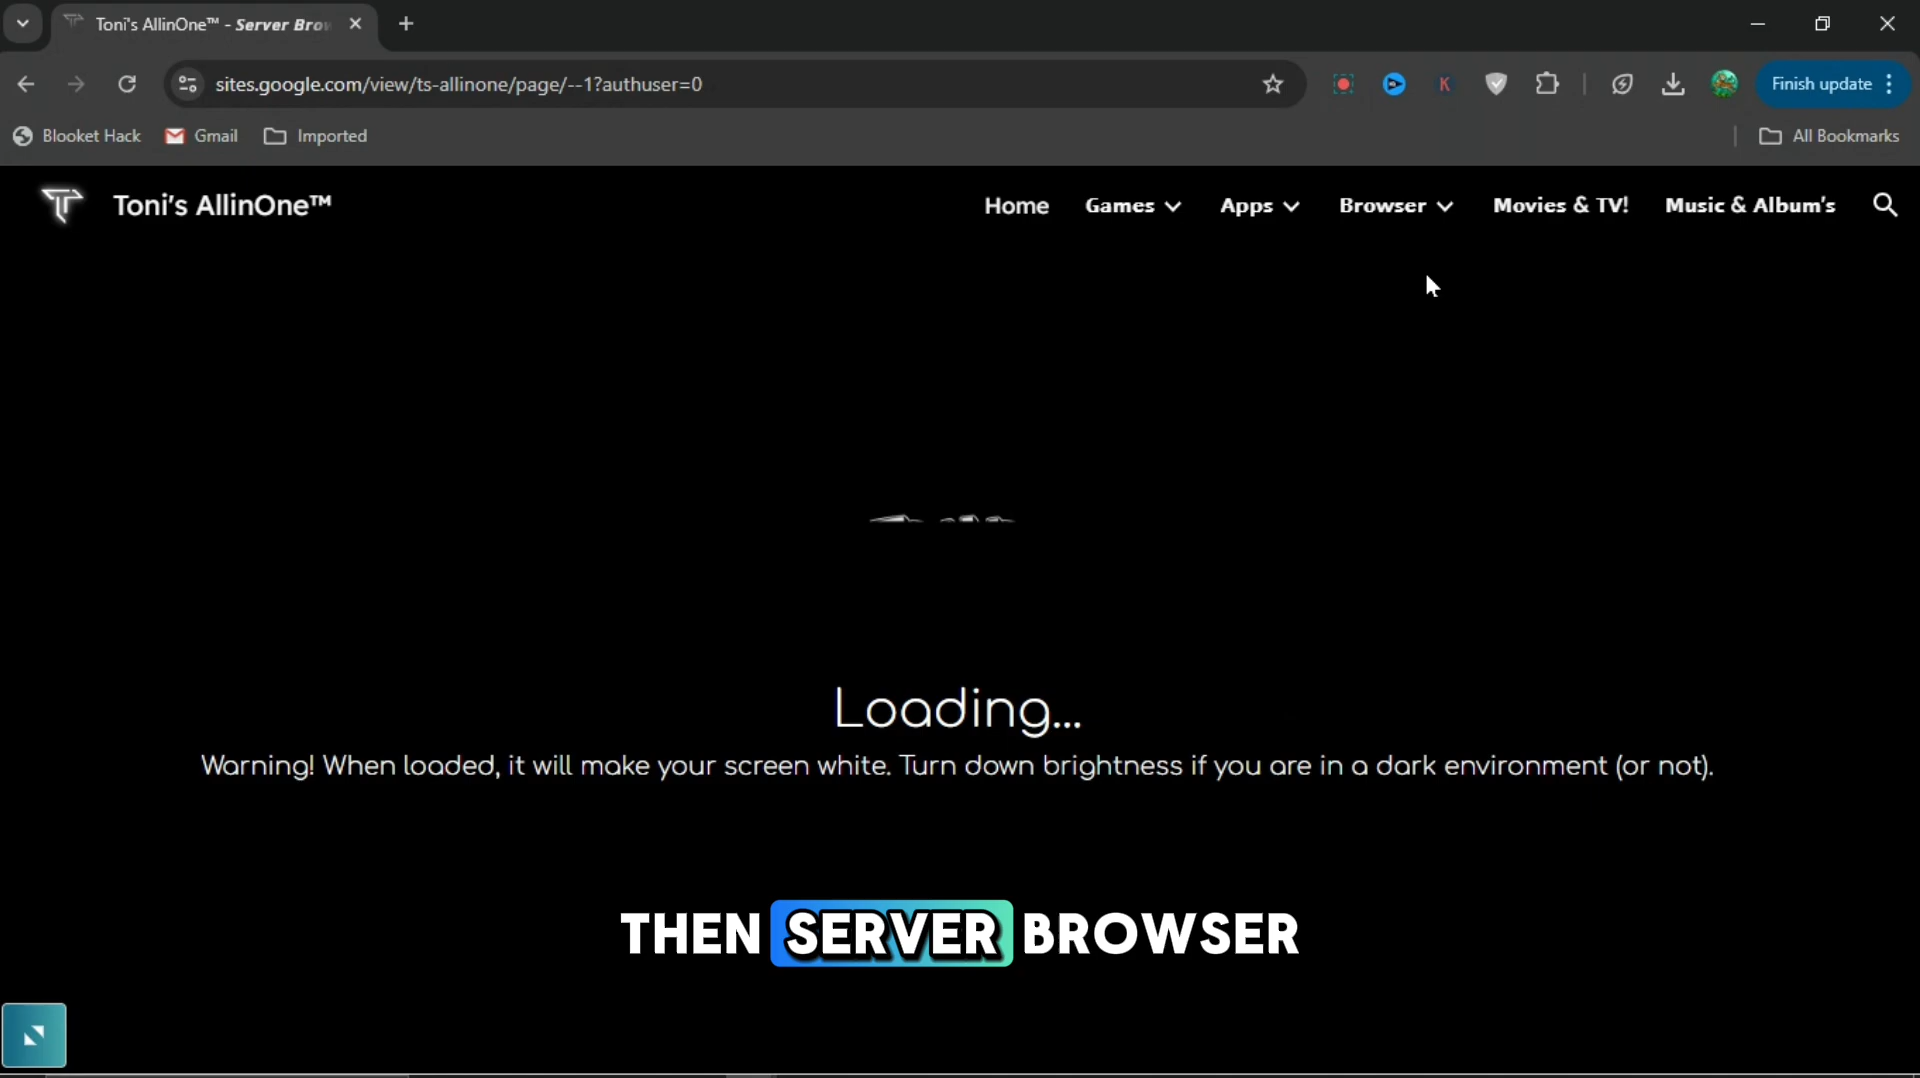 Toni's AllinOne™ - Server Brow
sites.google.com/view/ts-allinone/page/--1?authuser=0
K
Finish update
Blooket Hack
Gmail
Imported
All Bookmarks
Toni's AllinOne™
Home
Games
Apps
Browser
Movies & TV!
Music & Album's
Loading...
Warning! When loaded, it will make your screen white. Turn down brightness if you are in a dark environment (or not).
THEN SERVER BROWSER